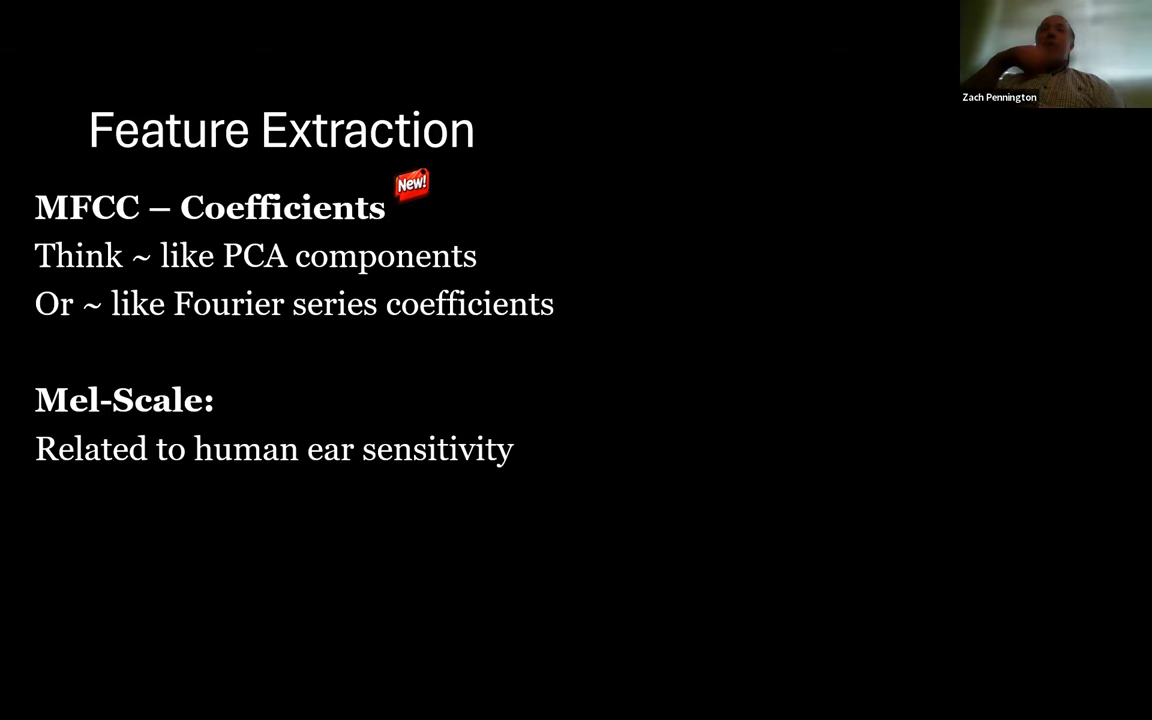 Zach Pennington
Feature Extraction
New!
MFCC – Coefficients
Think ~ like PCA components
Or ~ like Fourier series coefficients
Mel-Scale:
Related to human ear sensitivity